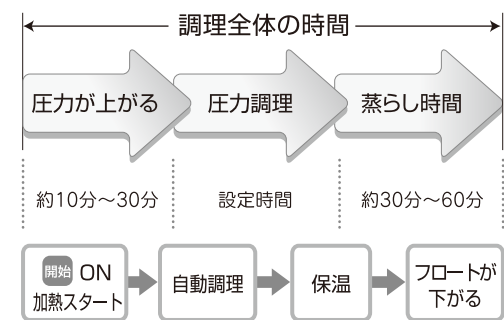 調理全体の時間
圧力が上がる
圧力調理
蒸らし時間
約10分～30分
設定時間
約30分～60分
開始 ON
加熱スタート
自動調理
保温
フロートが
下がる